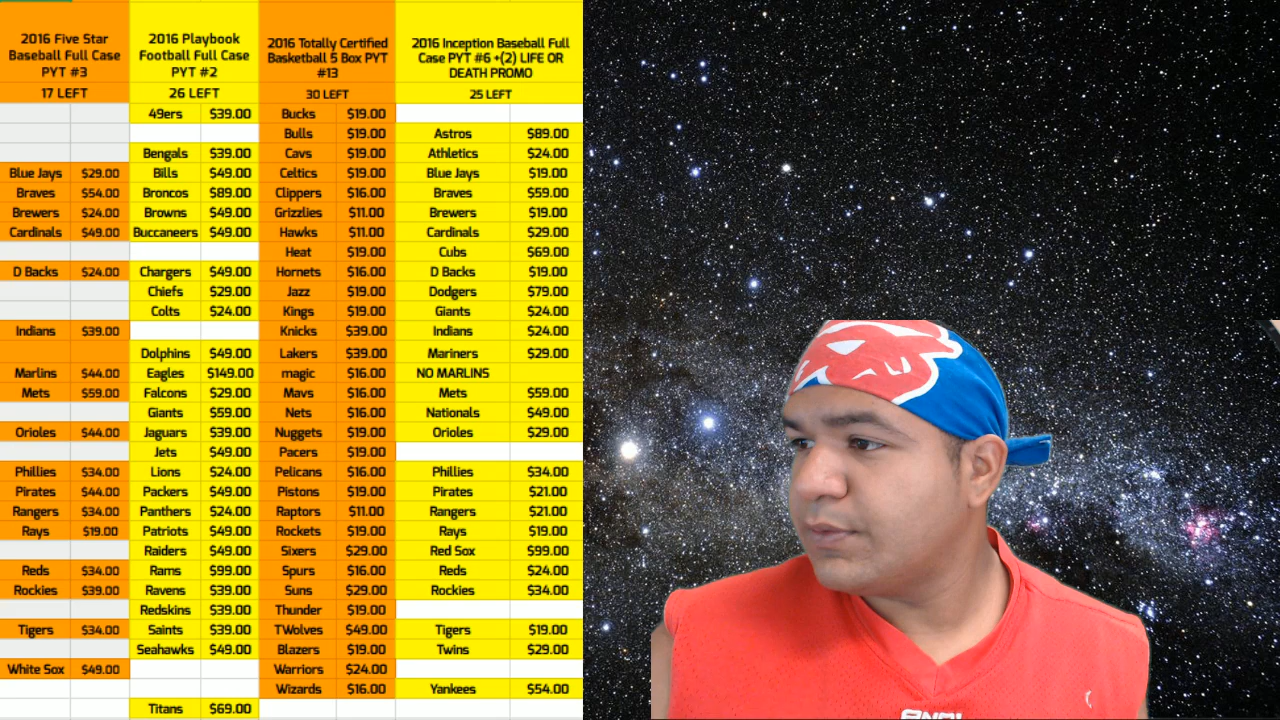 2016 Five Star
Baseball Full Case
PYT #3
17 LEFT
Blue Jays $29.00
Braves $54.00
Brewers $24.00
Cardinals $49.00
D Backs $24.00
Indians $39.00
Marlins $44.00
Mets $59.00
Orioles $44.00
Phillies $34.00
Pirates $44.00
Rangers $34.00
Rays $19.00
Reds $34.00
Rockies $39.00
Tigers $34.00
White Sox $49.00
2016 Playbook
Football Full Case
PYT #2
26 LEFT
49ers $39.00
Bengals $39.00
Bills $49.00
Broncos $89.00
Browns $49.00
Buccaneers $49.00
Chargers $49.00
Chiefs $29.00
Colts $24.00
Dolphins $49.00
Eagles $149.00
Falcons $29.00
Giants $59.00
Jaguars $39.00
Jets $49.00
Lions $24.00
Packers $49.00
Panthers $24.00
Patriots $49.00
Raiders $49.00
Rams $99.00
Ravens $39.00
Redskins $39.00
Saints $39.00
Seahawks $49.00
Titans $69.00
2016 Totally Certified
Basketball 5 Box PYT
#13
30 LEFT
Bucks $19.00
Bulls $19.00
Cavs $19.00
Celtics $19.00
Clippers $16.00
Grizzlies $11.00
Hawks $11.00
Heat $19.00
Hornets $16.00
Jazz $19.00
Kings $19.00
Knicks $39.00
Lakers $39.00
magic $16.00
Mavs $16.00
Nets $16.00
Nuggets $19.00
Pacers $19.00
Pelicans $16.00
Pistons $19.00
Raptors $11.00
Rockets $19.00
Sixers $29.00
Spurs $16.00
Suns $29.00
Thunder $19.00
TWolves $49.00
Blazers $19.00
Warriors $24.00
Wizards $16.00
2016 Inception Baseball Full
Case PYT #6 +(2) LIFE OR
DEATH PROMO
25 LEFT
Astros $89.00
Athletics $24.00
Blue Jays $19.00
Braves $59.00
Brewers $19.00
Cardinals $29.00
Cubs $69.00
D Backs $19.00
Dodgers $79.00
Giants $24.00
Indians $24.00
Mariners $29.00
NO MARLINS
Mets $59.00
Nationals $49.00
Orioles $29.00
Phillies $34.00
Pirates $21.00
Rangers $21.00
Rays $19.00
Red Sox $99.00
Reds $24.00
Rockies $34.00
Tigers $19.00
Twins $29.00
Yankees $54.00